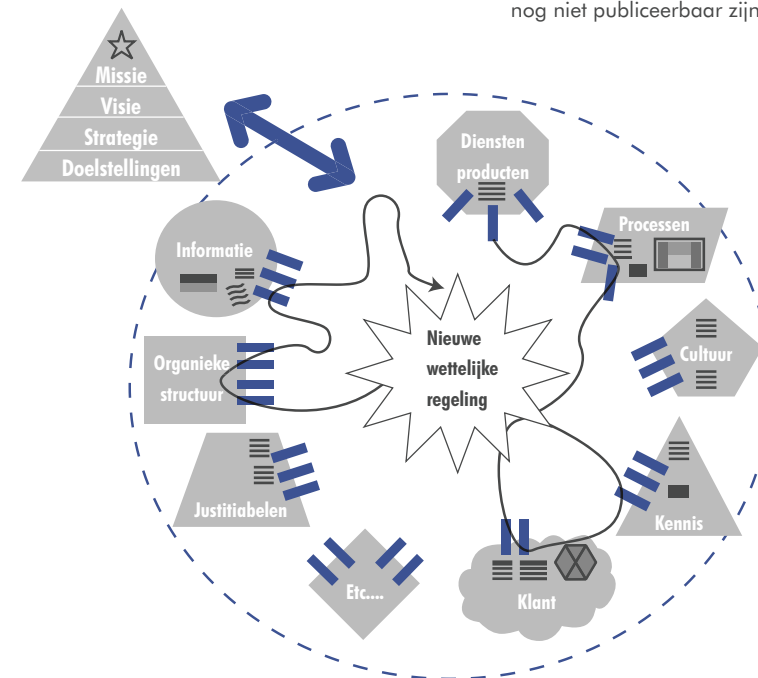 nog niet publiceerbaar zijn
Missie
Visie
Strategie
Doelstellingen
Diensten
producten
Processen
Informatie
Nieuwe
wettelijke
regeling
Cultuur
Organieke
structuur
Justitiabelen
Kennis
Etc....
Klant